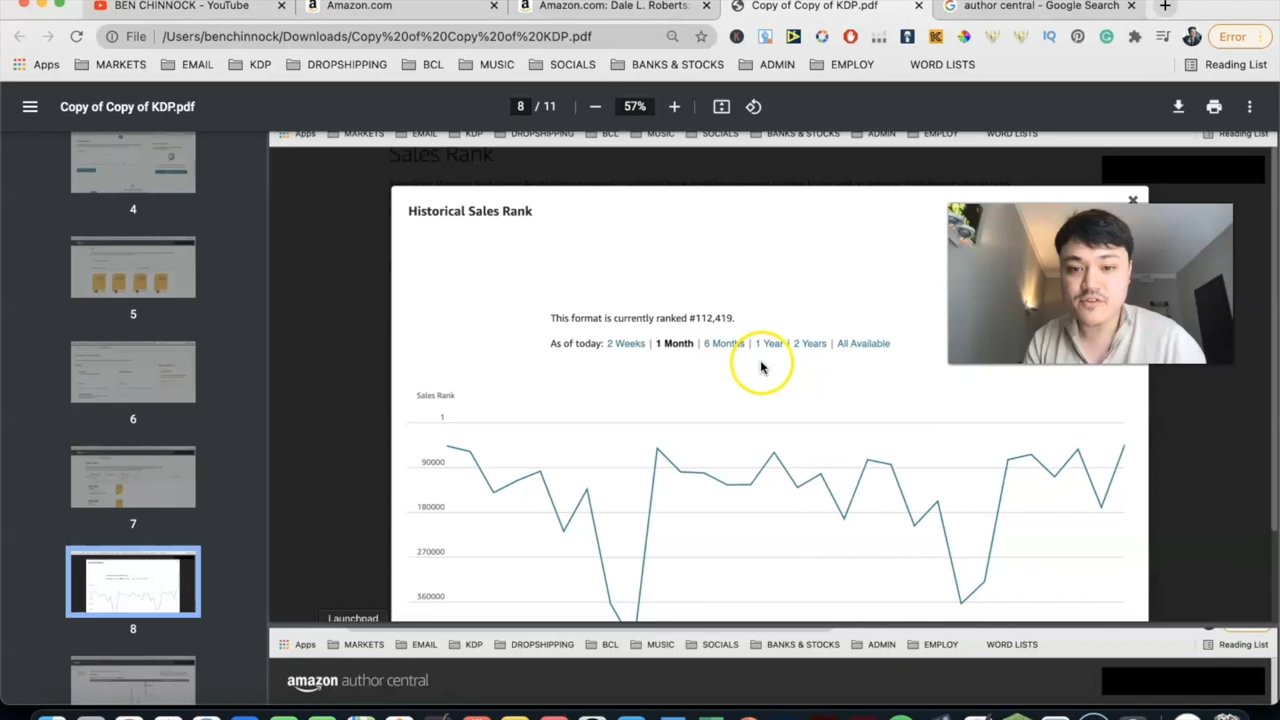 BEN CHINNOCK - YouTube
Amazon.com
Amazon.com: Dale L. Roberts:
Copy of Copy of KDP.pdf
author central - Google Search
File /Users/benchinnock/Downloads/Copy%20of%20Copy%20of%20KDP.pdf
Error
Apps MARKETS EMAIL KDP DROPSHIPPING BCL MUSIC SOCIALS BANKS & STOCKS ADMIN EMPLOY WORD LISTS Reading List
Copy of Copy of KDP.pdf 8 / 11 57%
Apps MARKETS EMAIL KDP DROPSHIPPING BCL MUSIC SOCIALS BANKS & STOCKS ADMIN EMPLOY WORD LISTS Reading List
Sales Rank
Historical Sales Rank
4
This format is currently ranked #112,419.
5
As of today: 2 Weeks | 1 Month | 6 Months | 1 Year | 2 Years | All Available
Sales Rank
1
6
90000
180000
7
270000
360000
Launchpad
8
Apps MARKETS EMAIL KDP DROPSHIPPING BCL MUSIC SOCIALS BANKS & STOCKS ADMIN EMPLOY WORD LISTS Reading List
amazon author central